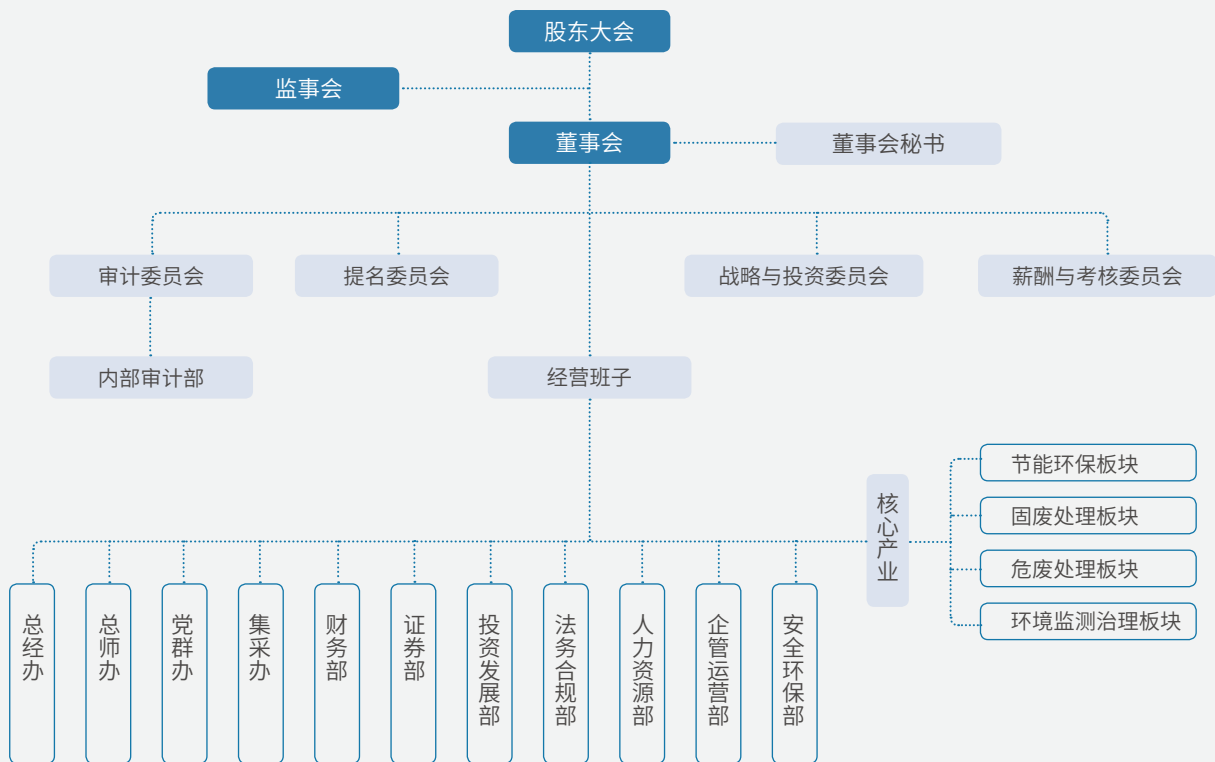 股东大会
监事会
董事会
董事会秘书
审计委员会
提名委员会
战略与投资委员会
薪酬与考核委员会
内部审计部
经营班子
核心产业
节能环保板块
固废处理板块
危废处理板块
环境监测治理板块
总经办
总师办
党群办
集采办
财务部
证券部
投资发展部
法务合规部
人力资源部
企管运营部
安全环保部